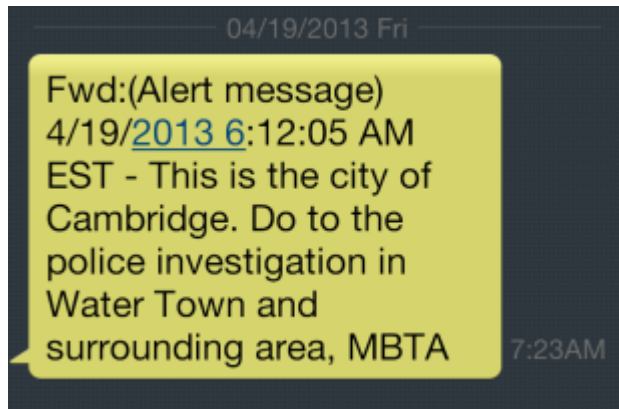 04/19/2013 Fri
Fwd:(Alert message)
4/19/2013 6:12:05 AM
EST - This is the city of
Cambridge. Do to the
police investigation in
Water Town and
surrounding area, MBTA
7:23AM